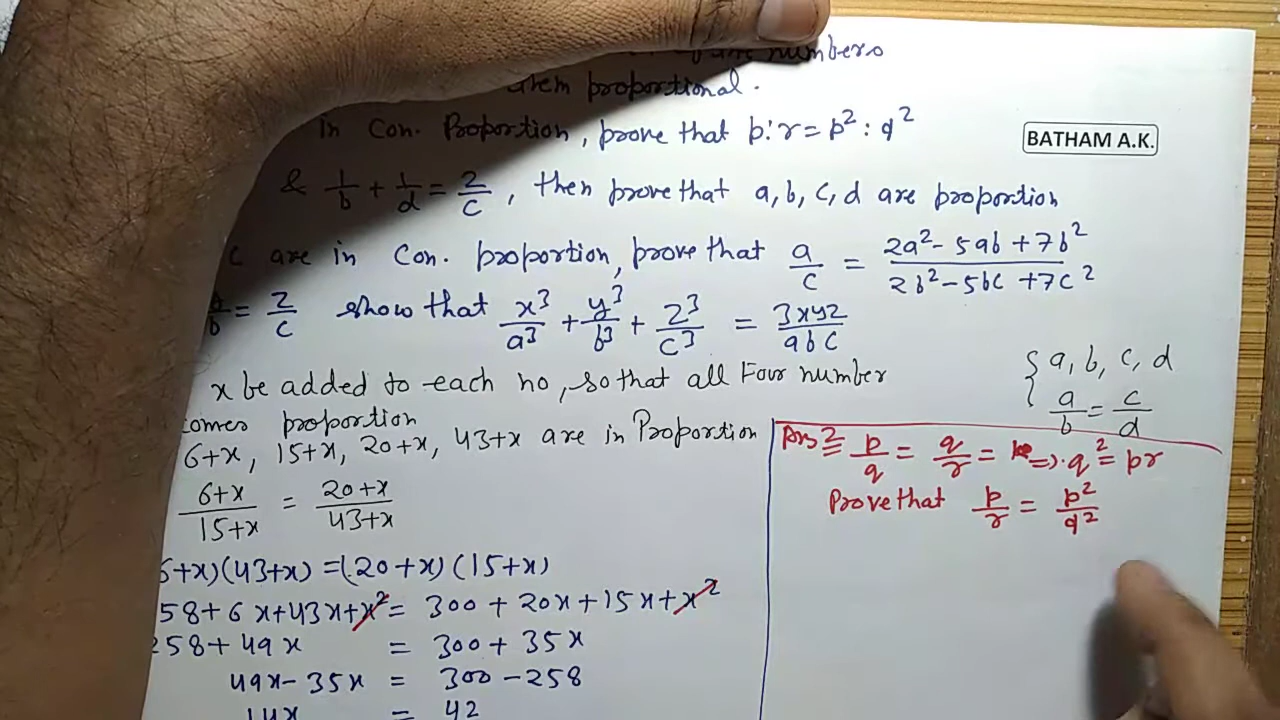 numbers
them proportional.
in Con. Proportion, prove that p:r = p² : q²
BATHAM A.K.
& 1/b + 1/d = 2/c, then prove that a, b, c, d are proportion
c are in Con. proportion, prove that a/c = (2a² - 5ab + 7b²)/(2b² - 5bc + 7c²)
b = z/c show that x³/a³ + y³/b³ + z³/c³ = 3xyz/abc
x be added to each no, so that all Four number
comes proportion
6+x, 15+x, 20+x, 43+x are in Proportion
(6+x)/(15+x) = (20+x)/(43+x)
6+x)(43+x) = (20+x)(15+x)
58 + 6x + 43x + x² = 300 + 20x + 15x + x²
258 + 49x = 300 + 35x
49x - 35x = 300 - 258
14x = 42
{ a, b, c, d
a/b = c/d
Ans 2 = p/q = q/r = k => q² = pr
Prove that p/r = p²/q²